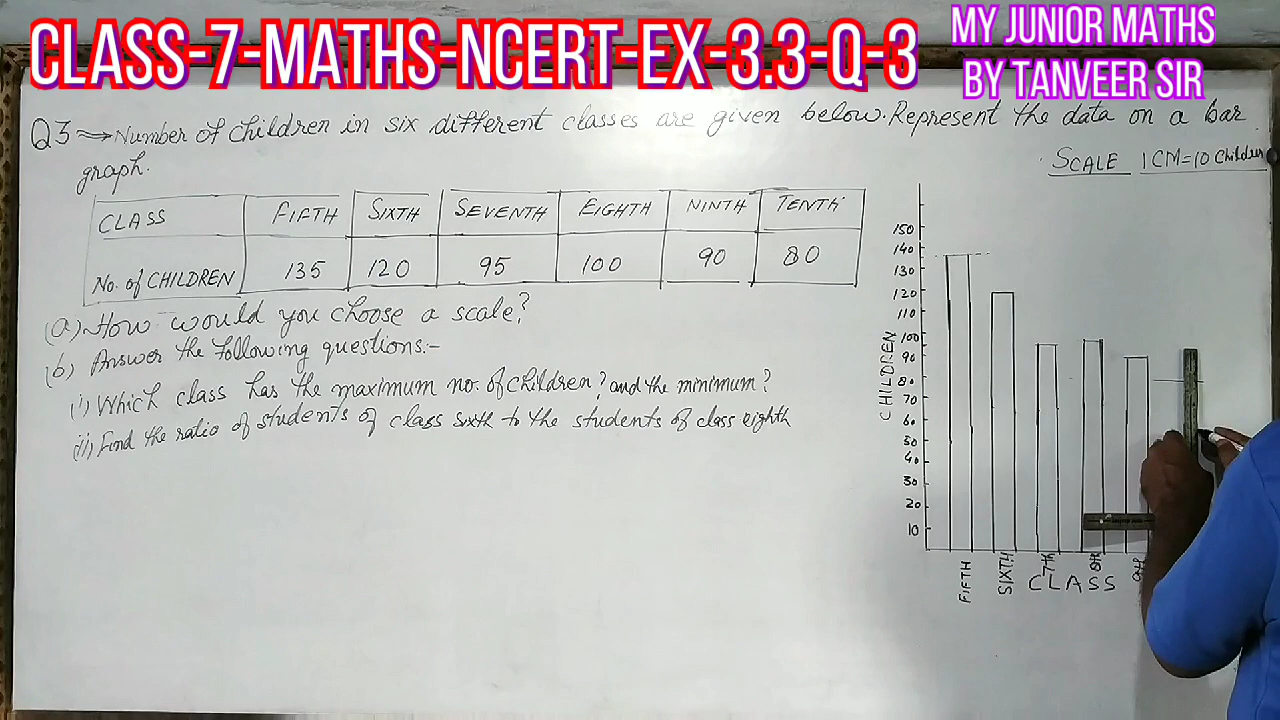 CLASS-7-MATHS-NCERT-EX-3.3-Q-3
MY JUNIOR MATHS
BY TANVEER SIR
Q3 ⟹ Number of children in six different classes are given below. Represent the data on a bar
graph.
SCALE 1CM=10 children
CLASS FIFTH SIXTH SEVENTH EIGHTH NINTH TENTH
No. of CHILDREN 135 120 95 100 90 80
(a) How would you choose a scale?
(b) Answer the following questions:-
(i) Which class has the maximum no. of children? and the minimum?
(ii) Find the ratio of students of class sixth to the students of class eighth
CHILDREN
150
140
130
120
110
100
90
80
70
60
50
40
30
20
10
FIFTH SIXTH 7th 8th 9th
CLASS